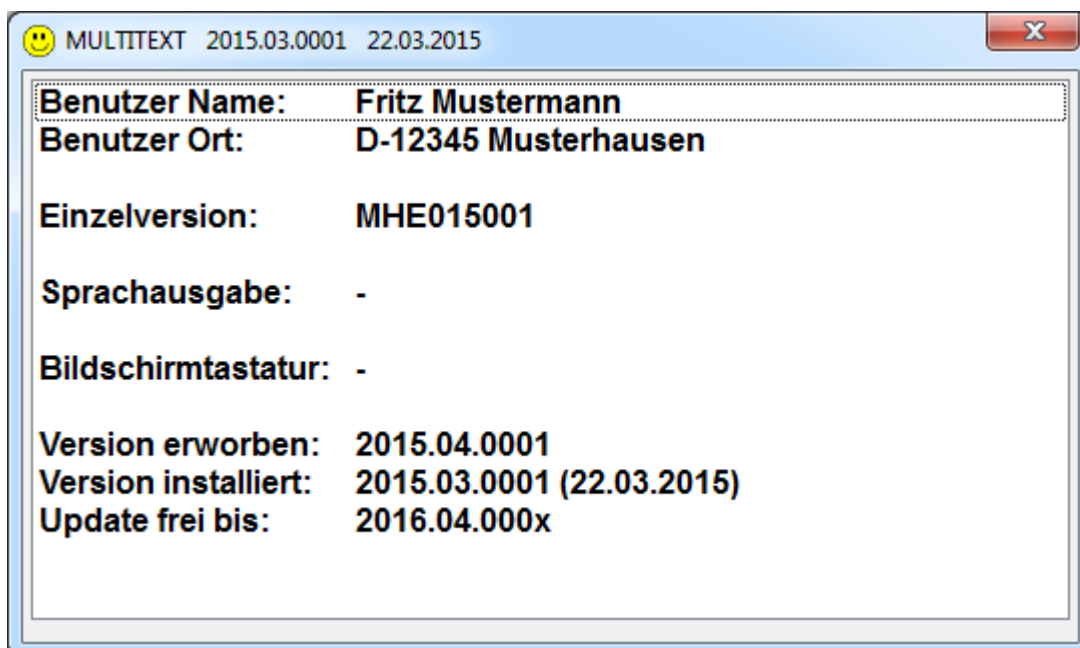 MULTITEXT 2015.03.0001 22.03.2015
Benutzer Name: Fritz Mustermann
Benutzer Ort: D-12345 Musterhausen
Einzelversion: MHE015001
Sprachausgabe: -
Bildschirmtastatur: -
Version erworben: 2015.04.0001
Version installiert: 2015.03.0001 (22.03.2015)
Update frei bis: 2016.04.000x